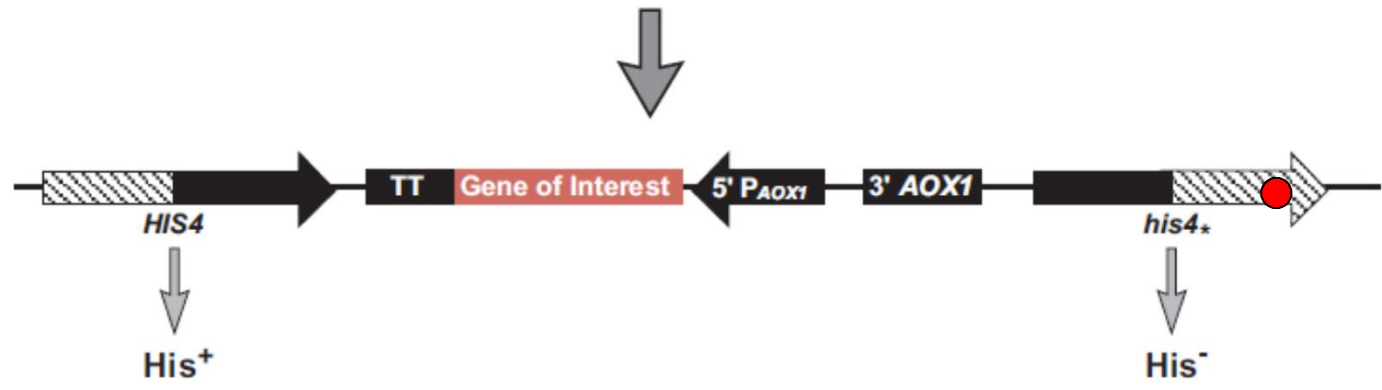 TT Gene of Interest 5' PAOX1 3' AOX1
HIS4 his4*
His+ His-